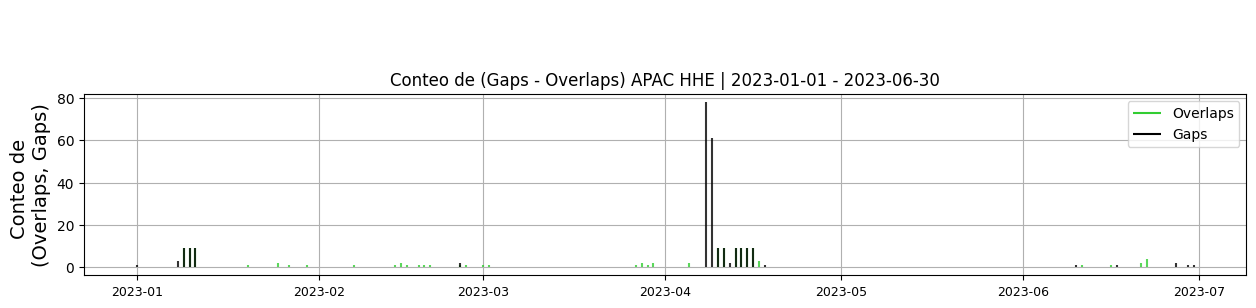 Conteo de (Gaps - Overlaps) APAC HHE | 2023-01-01 - 2023-06-30
Conteo de
(Overlaps, Gaps)
80
60
40
20
0
Overlaps
Gaps
2023-01
2023-02
2023-03
2023-04
2023-05
2023-06
2023-07